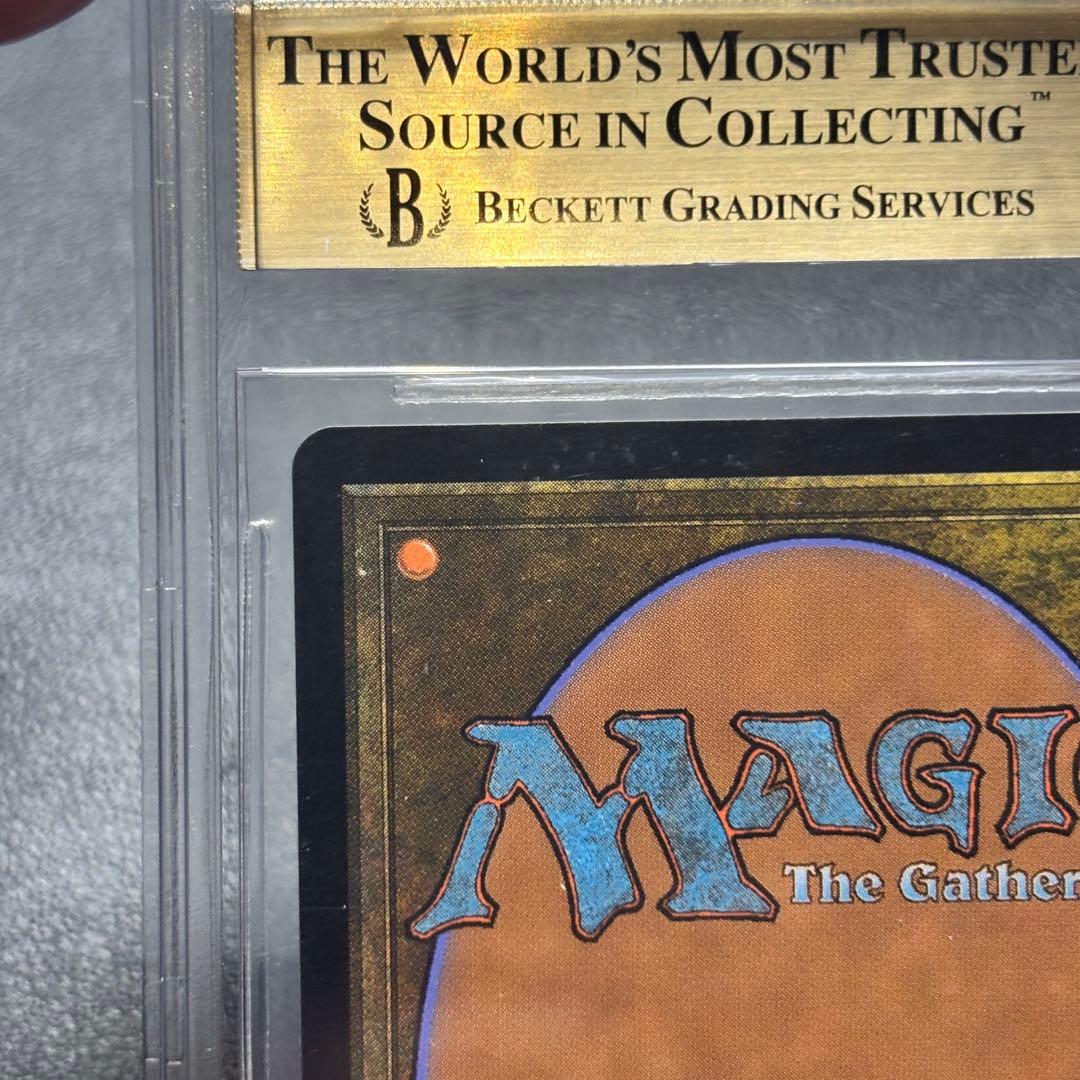 THE WORLD'S MOST TRUSTE
SOURCE IN COLLECTING™
B BECKETT GRADING SERVICES
MAGIC
The Gather